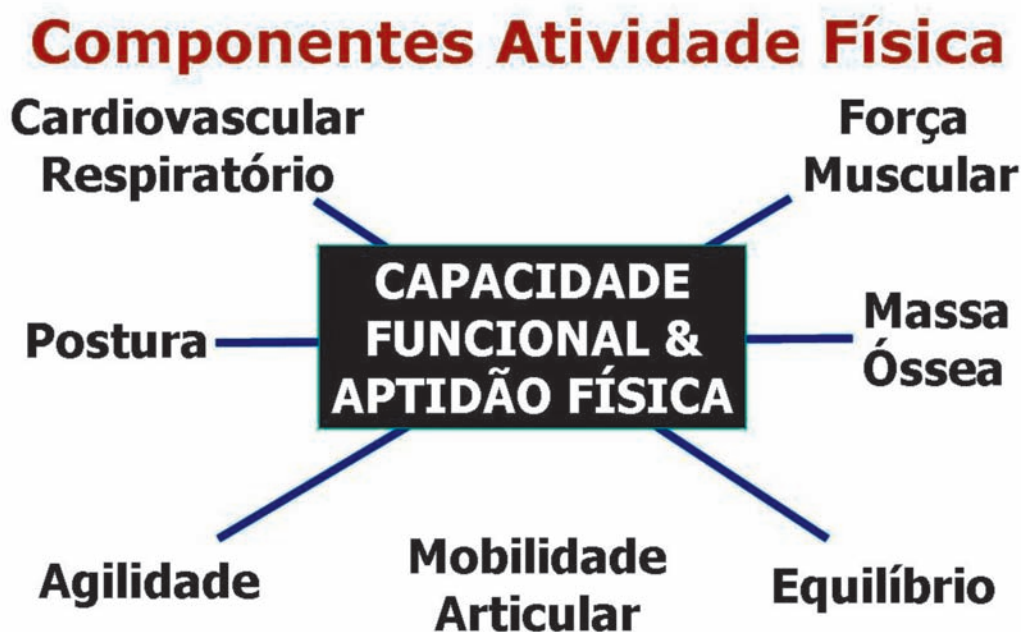 Componentes Atividade Física
Cardiovascular
Respiratório
Força
Muscular
CAPACIDADE
FUNCIONAL &
APTIDÃO FÍSICA
Postura
Massa
Óssea
Agilidade
Mobilidade
Articular
Equilíbrio